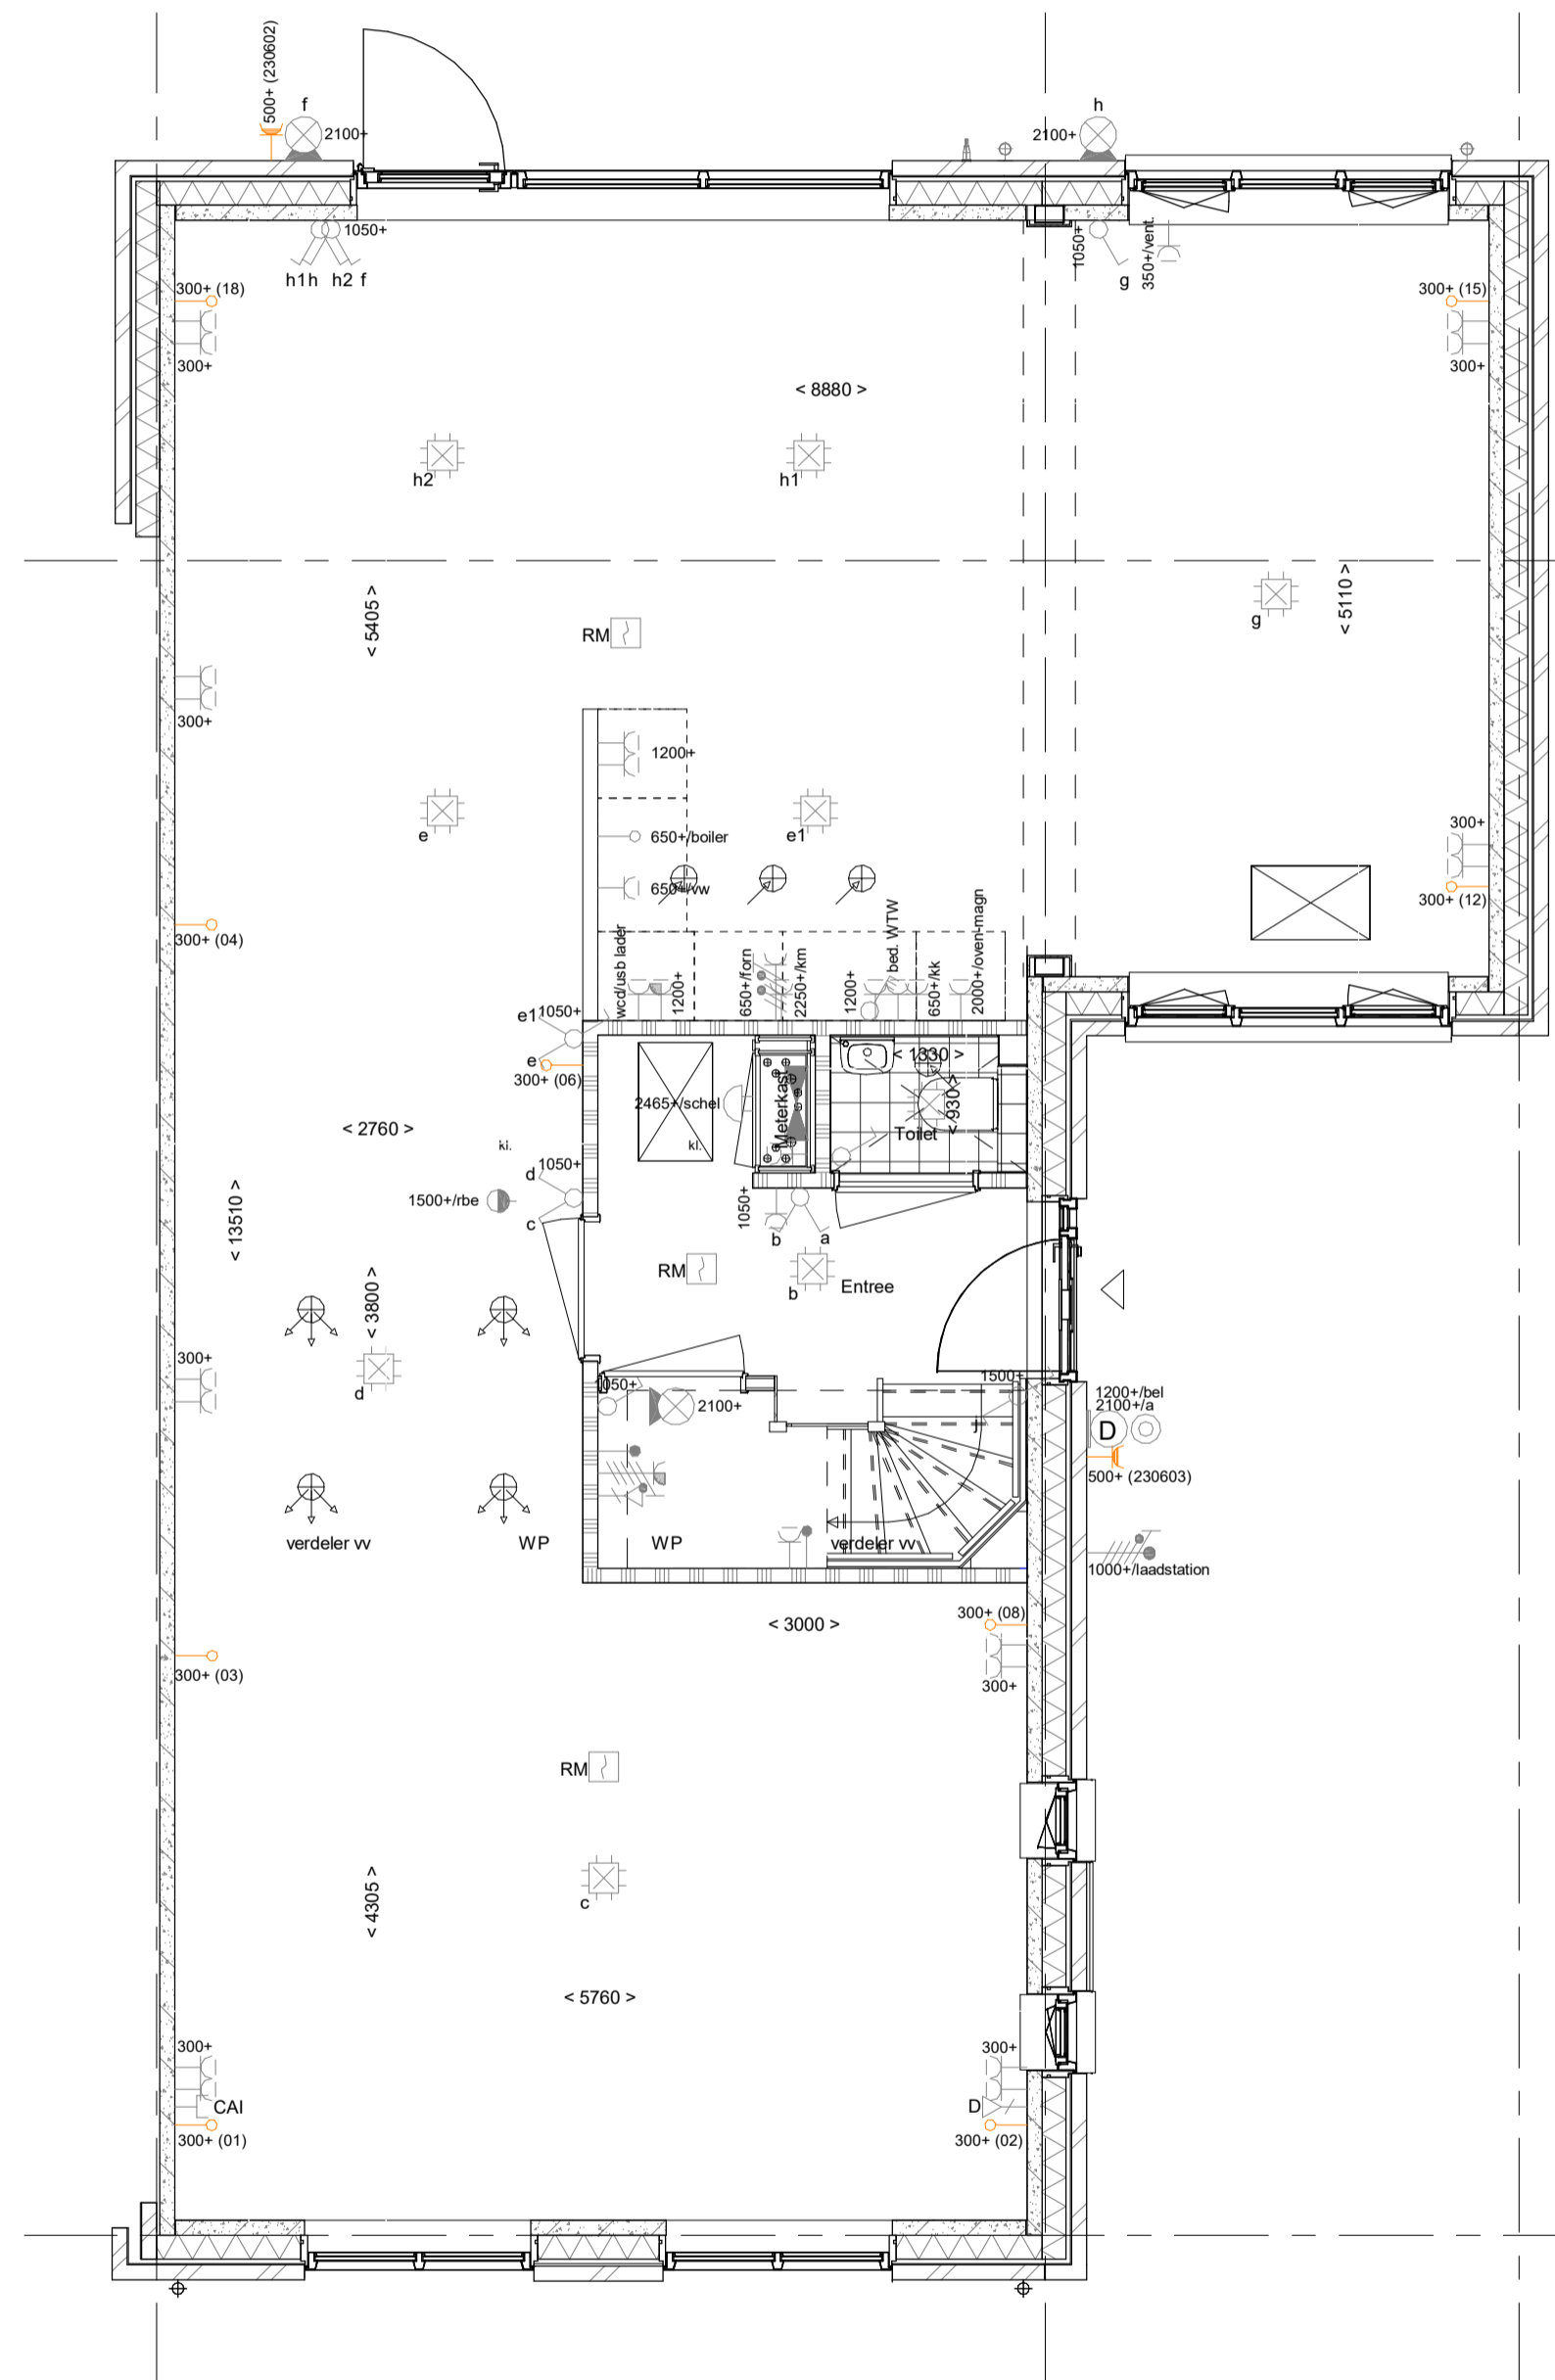 500+ (230602)
f
2100+
h
2100+
1050+
h1h
h2
f
1050+
g
350+/vent.
300+ (18)
300+
300+ (15)
300+
< 8880 >
h2
h1
< 5405 >
RM
g
< 5110 >
300+
1200+
650+/boiler
e
e1
650+/vw
300+
300+ (12)
300+ (04)
wcd/usb lader
1200+
650+/forn
2250+/km
1200+
bed. WTW
650+/kk
2000+/oven-magn
e1
1050+
e
300+ (06)
2465+/schel
Meterkast
< 1330 >
< 930 >
Toilet
< 2760 >
kl.
kl.
d
1050+
1500+/rbe
c
1050+
b
a
< 13510 >
RM
b
Entree
< 3800 >
300+
d
1050+
2100+
1500+
j
1200+/bel
2100+/a
D
500+ (230603)
verdeler vv
WP
WP
verdeler vv
1000+/laadstation
< 3000 >
300+ (08)
300+
300+ (03)
RM
c
< 4305 >
< 5760 >
300+
CAI
300+ (01)
300+
D
300+ (02)